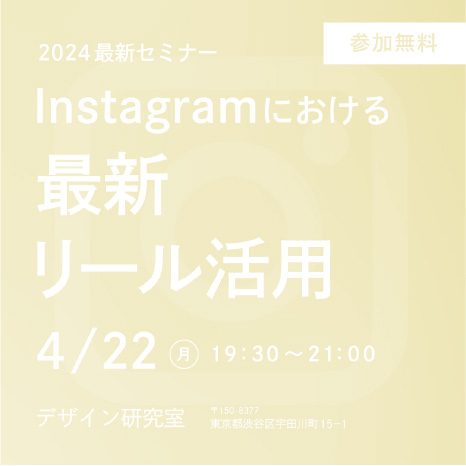 参加無料
2024最新セミナー
Instagramにおける
最新
リール活用
4/22 月 19:30～21:00
デザイン研究室
〒150-8377
東京都渋谷区宇田川町15-1